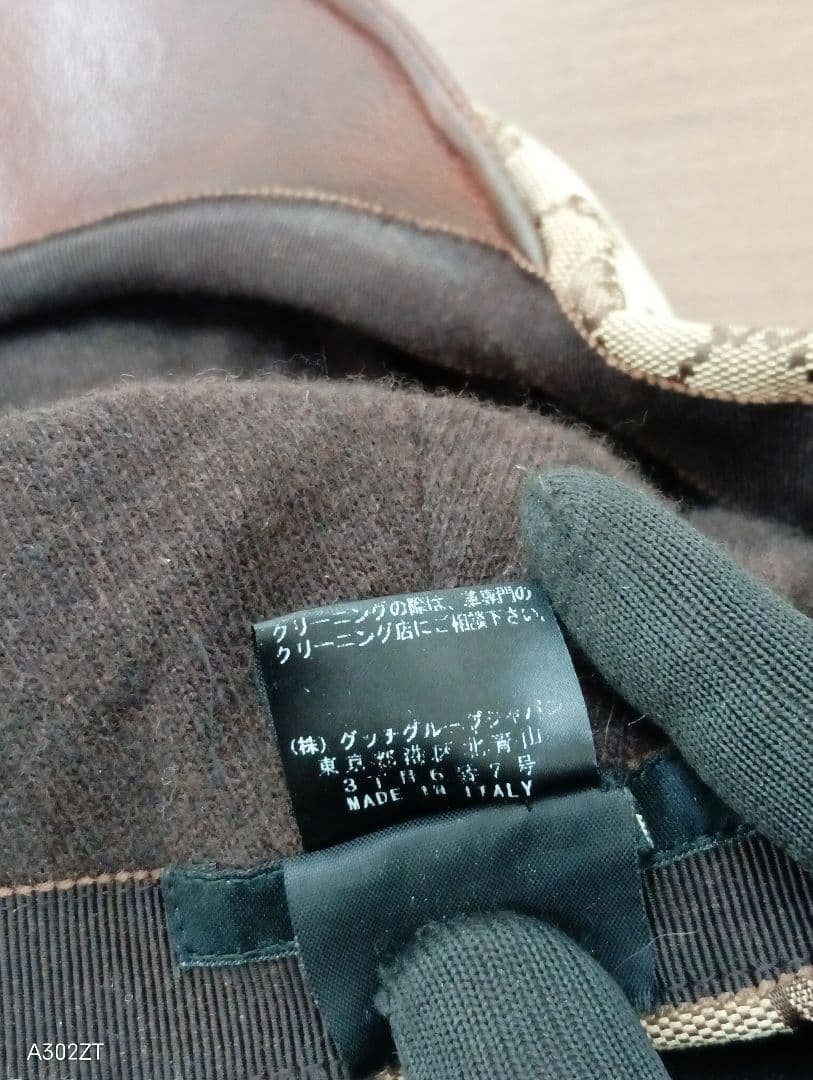 クリーニングの際は、革専門の
クリーニング店にご相談下さい。
(株) グッチグループジャパン
東京都港区北青山
3丁目6番7号
MADE IN ITALY
A302ZT